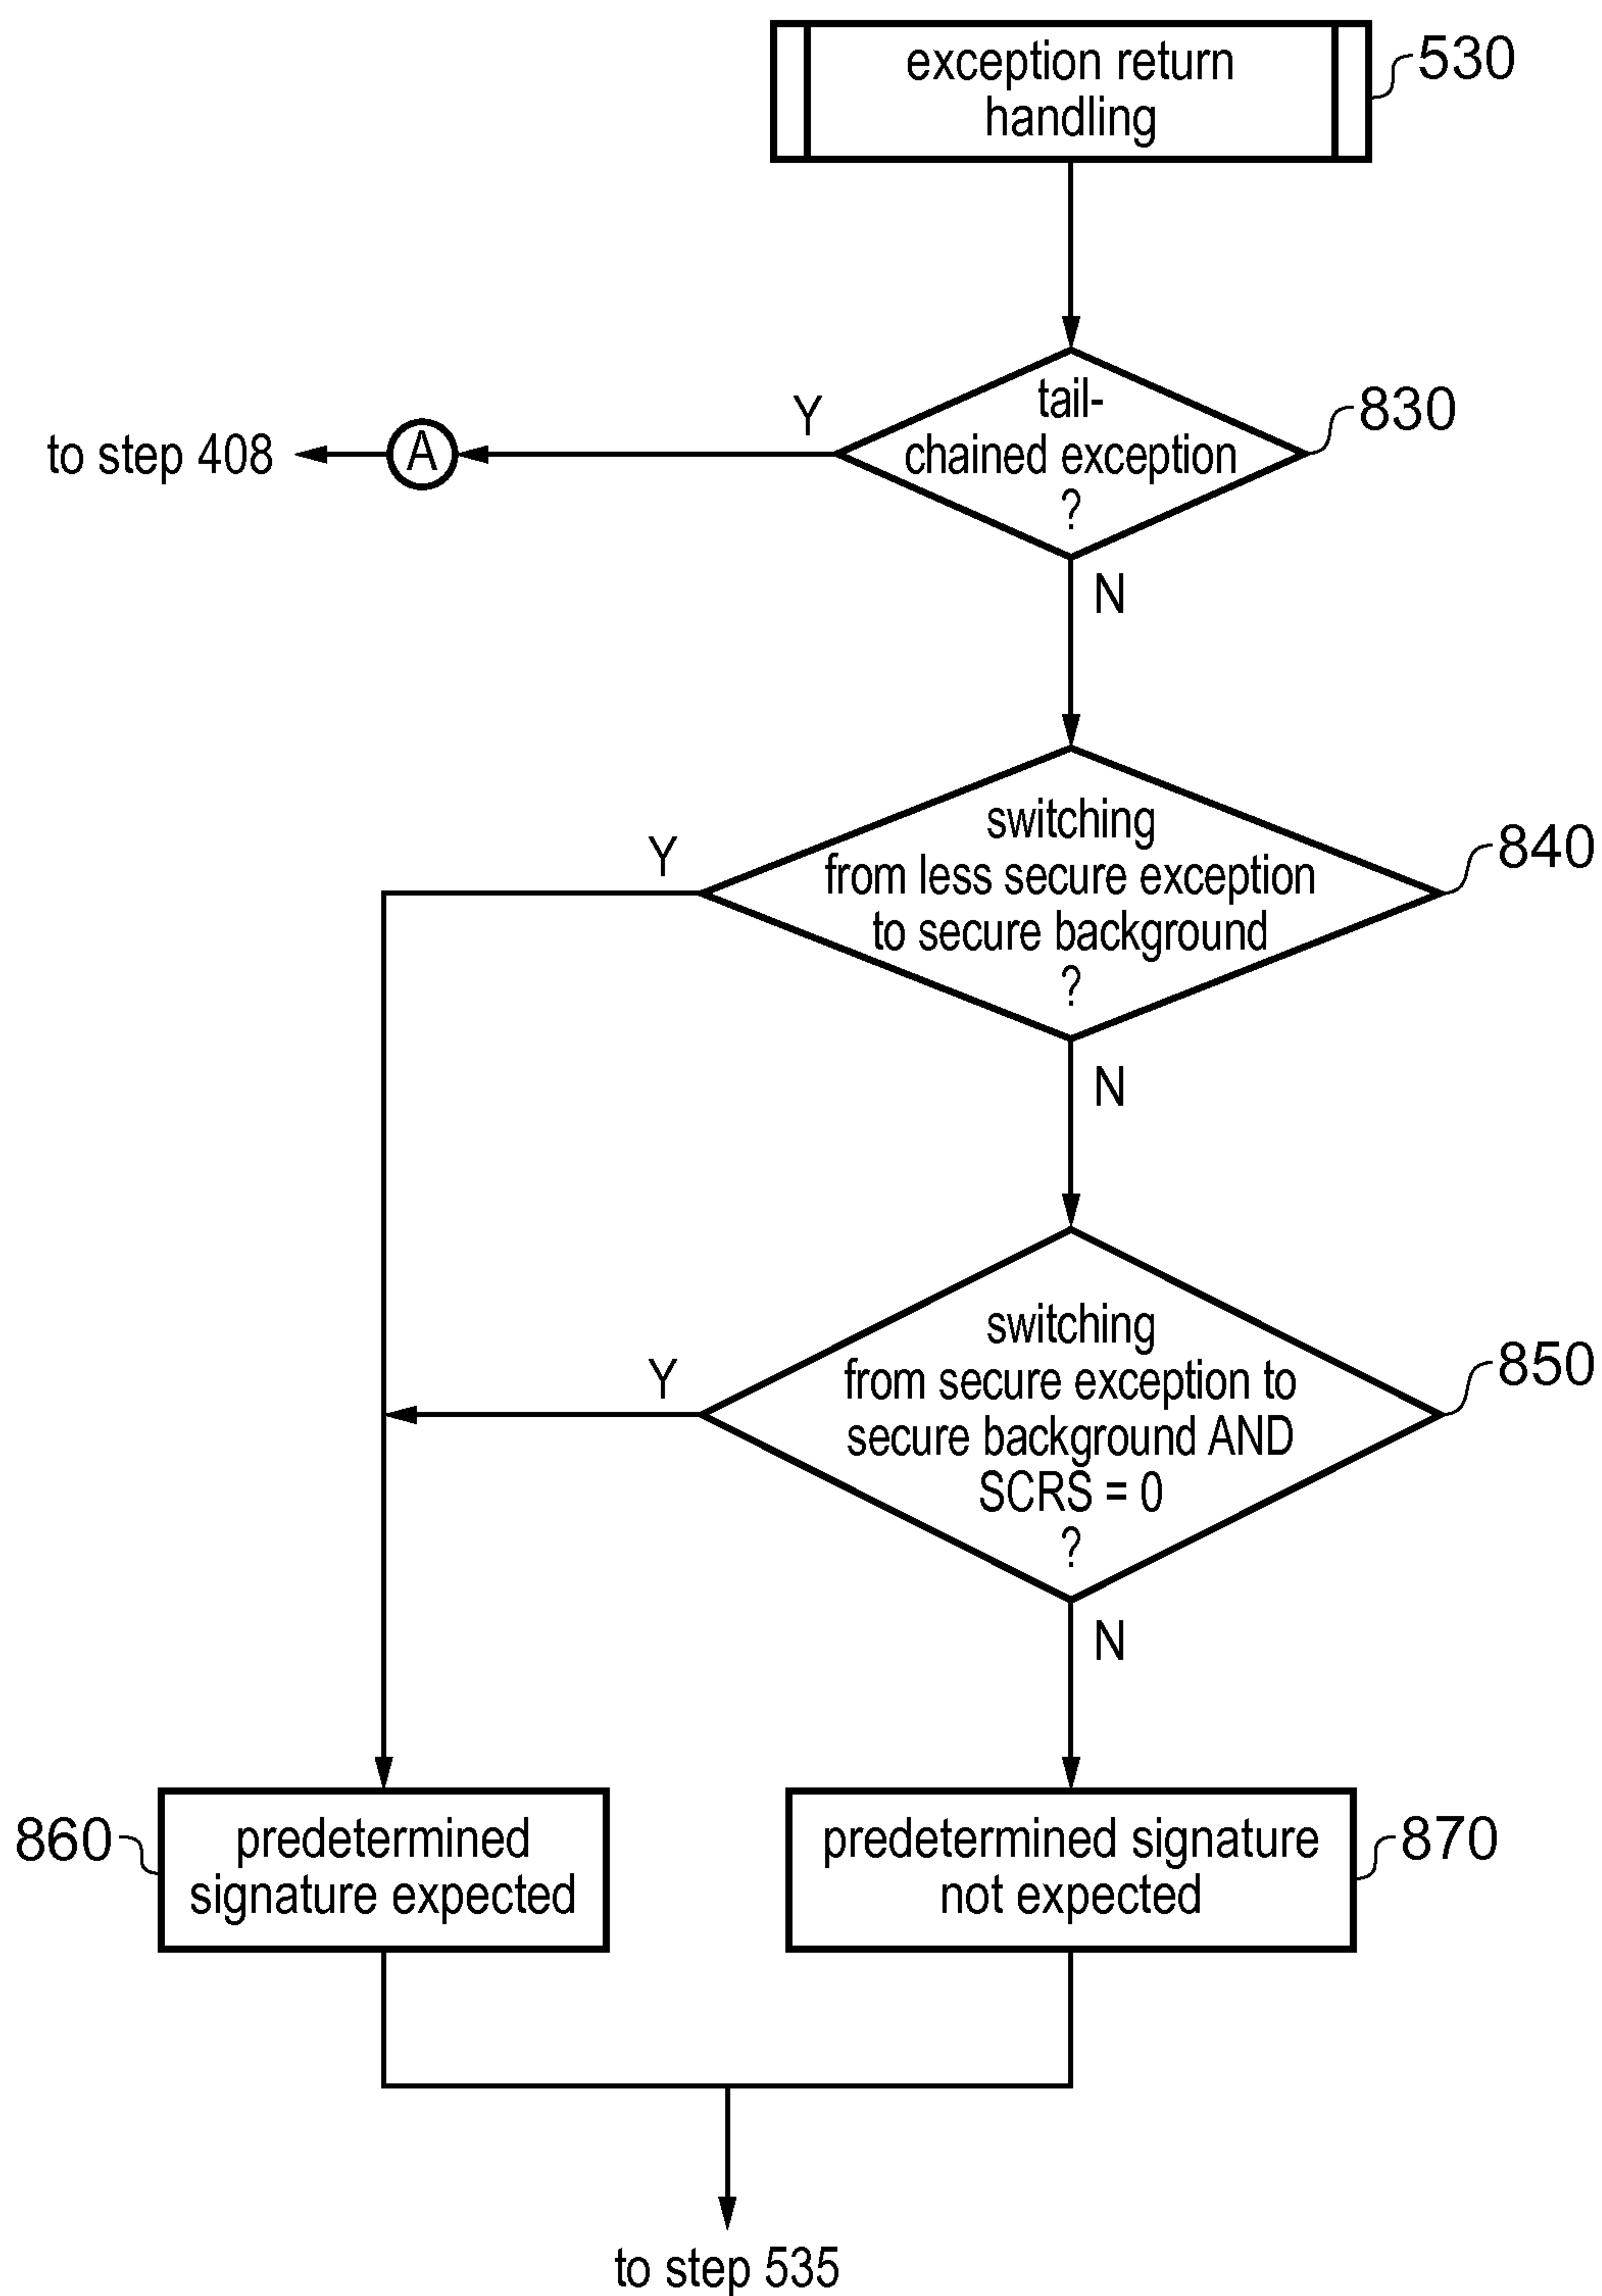 exception return
handling
530
tail-
chained exception
?
830
Y
A
to step 408
N
switching
from less secure exception
to secure background
?
840
Y
N
switching
from secure exception to
secure background AND
SCRS = 0
?
850
Y
N
860
predetermined
signature expected
predetermined signature
not expected
870
to step 535